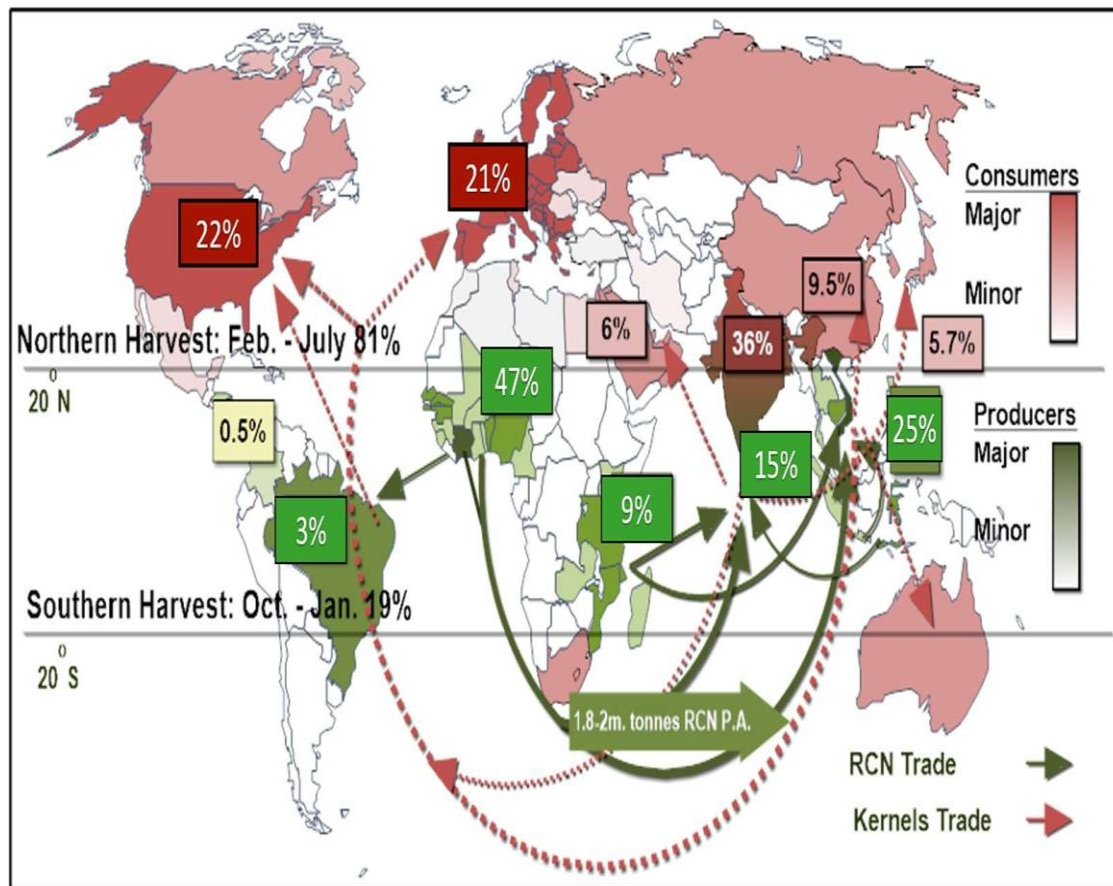 22%
21%
Consumers
Major
Minor
9.5%
6%
36%
5.7%
Northern Harvest: Feb. - July 81%
20 N
47%
0.5%
25%
15%
Producers
Major
Minor
9%
3%
Southern Harvest: Oct. - Jan. 19%
20 S
1.8-2m. tonnes RCN P.A.
RCN Trade
Kernels Trade